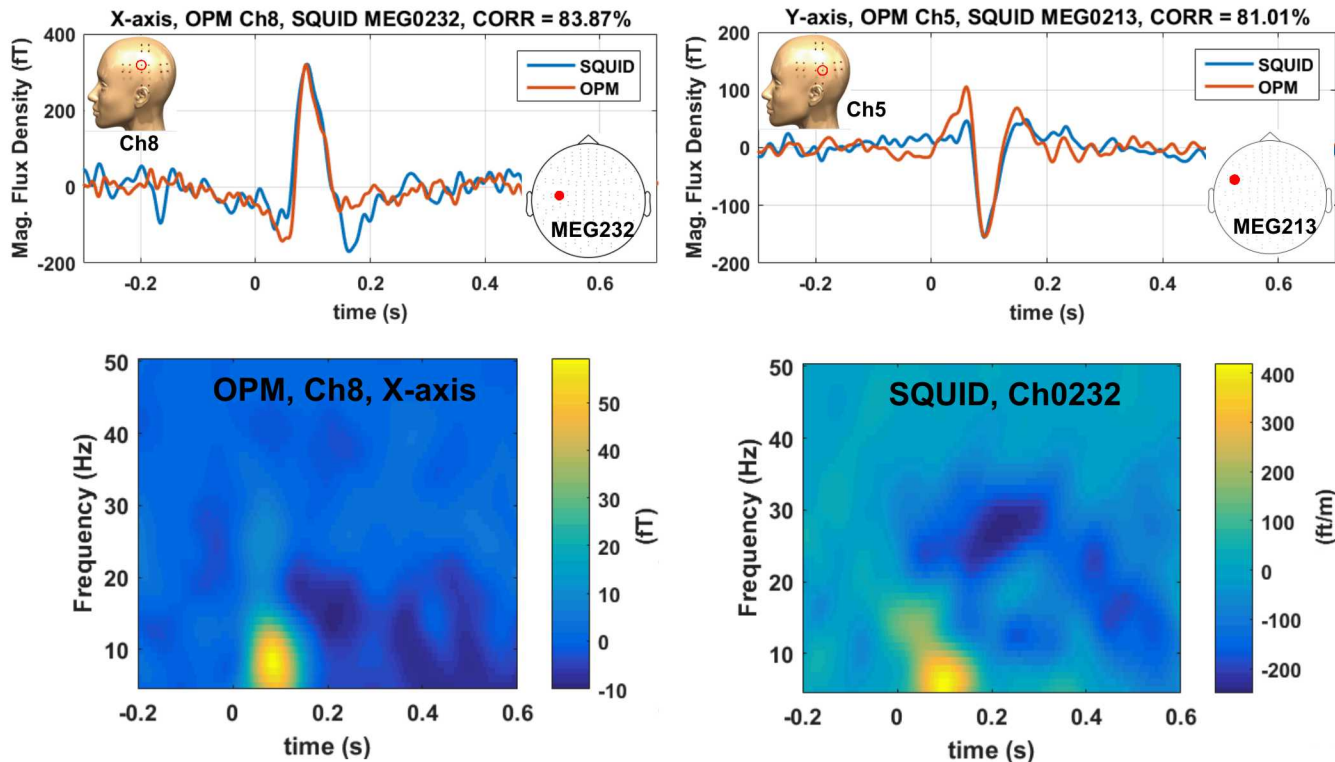 X-axis, OPM Ch8, SQUID MEG0232, CORR = 83.87%
Mag. Flux Density (fT)
400
200
0
-200
Ch8
SQUID
OPM
MEG232
-0.2
0
0.2
0.4
0.6
time (s)
Y-axis, OPM Ch5, SQUID MEG0213, CORR = 81.01%
Mag. Flux Density (fT)
200
100
0
-100
-200
Ch5
SQUID
OPM
MEG213
-0.2
0
0.2
0.4
0.6
time (s)
OPM, Ch8, X-axis
Frequency (Hz)
50
40
30
20
10
-0.2
0
0.2
0.4
0.6
time (s)
50
40
30
20
10
0
-10
(fT)
SQUID, Ch0232
Frequency (Hz)
50
40
30
20
10
-0.2
0
0.2
0.4
0.6
time (s)
400
300
200
100
0
-100
-200
(ft/m)